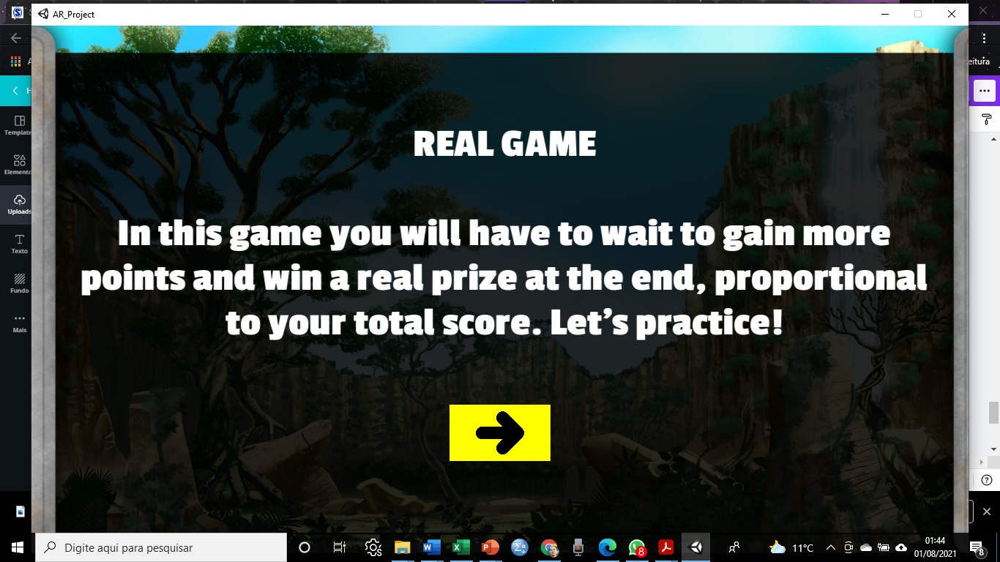 AR_Project
eitura
Template
Elemento
Uploads
Texto
Fundo
Mais
REAL GAME
In this game you will have to wait to gain more
points and win a real prize at the end, proportional
to your total score. Let's practice!
Digite aqui para pesquisar
8
11°C
01:44
01/08/2021
8